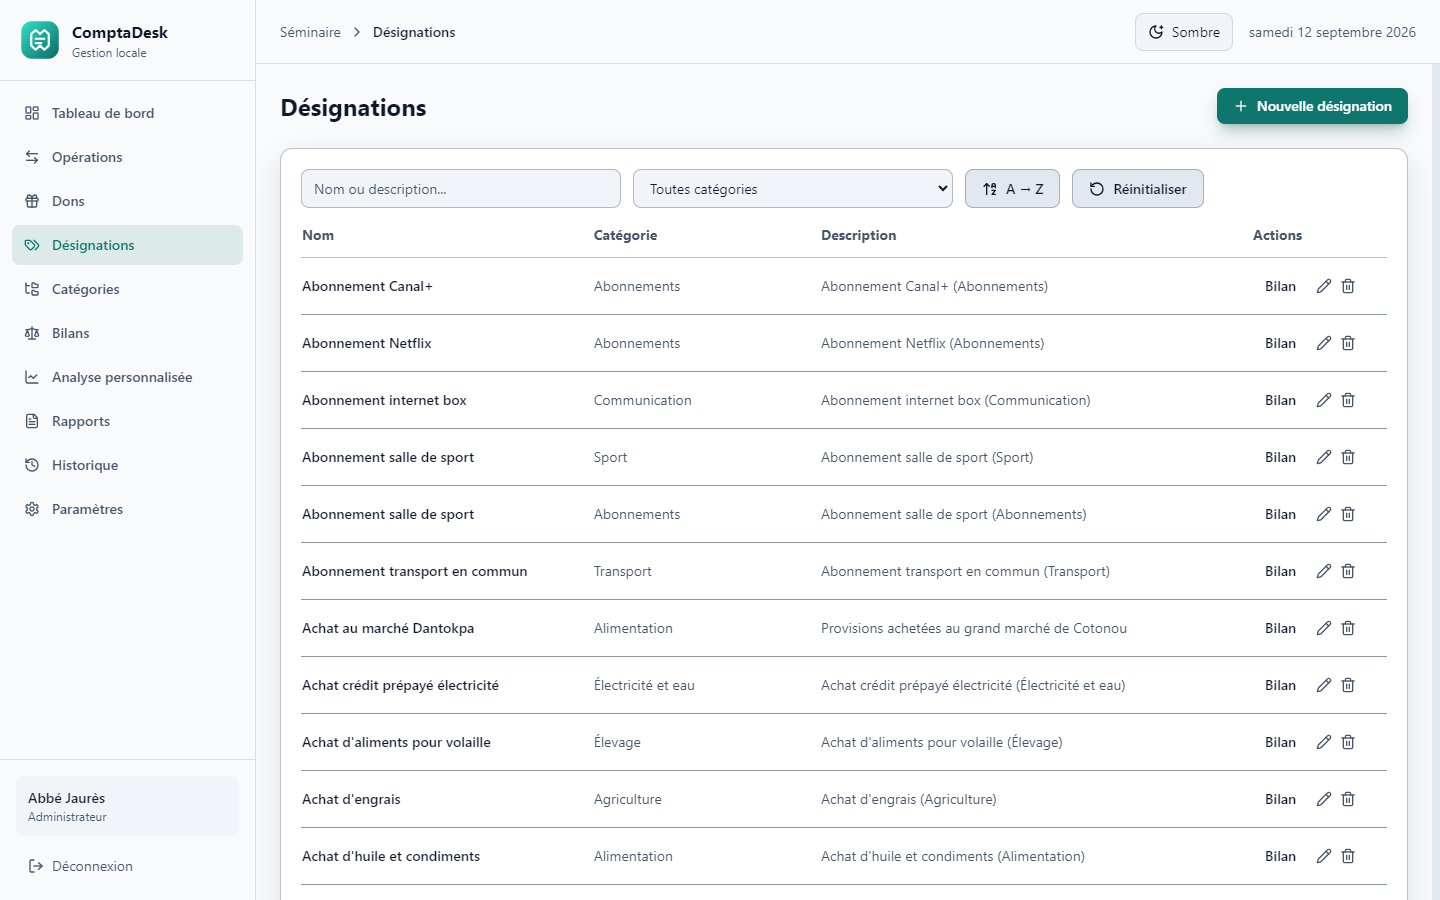 ComptaDesk
Gestion locale
Séminaire > Désignations
Sombre
samedi 12 septembre 2026
Tableau de bord
Opérations
Dons
Désignations
Catégories
Bilans
Analyse personnalisée
Rapports
Historique
Paramètres
Abbé Jaurès
Administrateur
Déconnexion
Désignations
+ Nouvelle désignation
Nom ou description...
Toutes catégories
A → Z
Réinitialiser
Nom Catégorie Description Actions
Abonnement Canal+ Abonnements Abonnement Canal+ (Abonnements) Bilan
Abonnement Netflix Abonnements Abonnement Netflix (Abonnements) Bilan
Abonnement internet box Communication Abonnement internet box (Communication) Bilan
Abonnement salle de sport Sport Abonnement salle de sport (Sport) Bilan
Abonnement salle de sport Abonnements Abonnement salle de sport (Abonnements) Bilan
Abonnement transport en commun Transport Abonnement transport en commun (Transport) Bilan
Achat au marché Dantokpa Alimentation Provisions achetées au grand marché de Cotonou Bilan
Achat crédit prépayé électricité Électricité et eau Achat crédit prépayé électricité (Électricité et eau) Bilan
Achat d'aliments pour volaille Élevage Achat d'aliments pour volaille (Élevage) Bilan
Achat d'engrais Agriculture Achat d'engrais (Agriculture) Bilan
Achat d'huile et condiments Alimentation Achat d'huile et condiments (Alimentation) Bilan